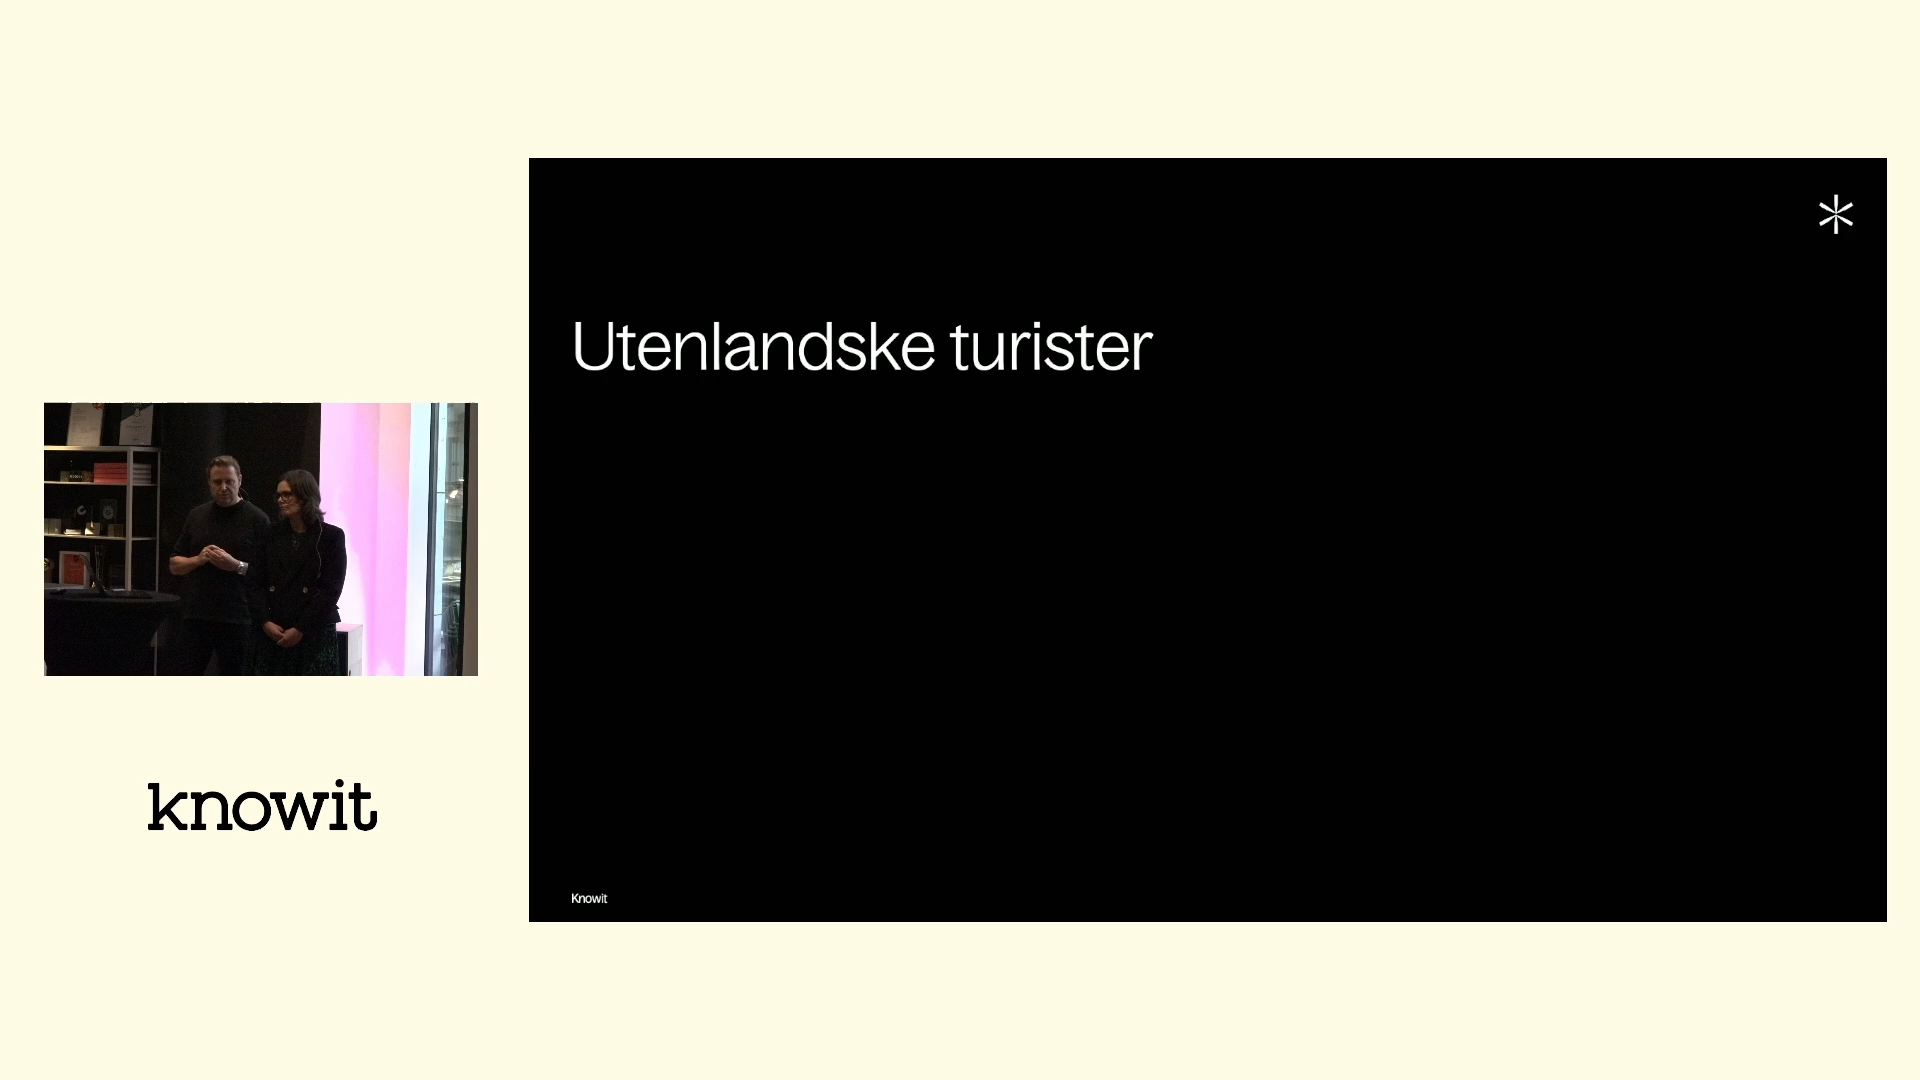 Utenlandske turister
knowit
Knowit